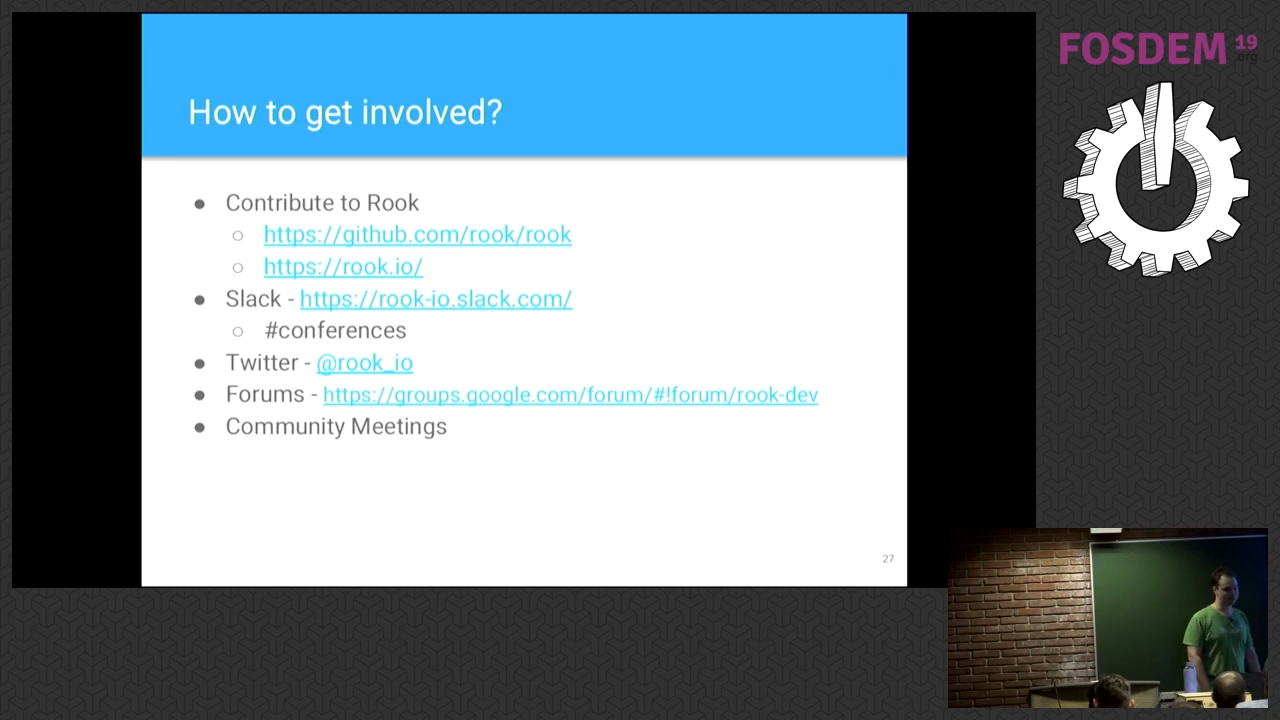 How to get involved?
● Contribute to Rook
○ https://github.com/rook/rook
○ https://rook.io/
● Slack - https://rook-io.slack.com/
○ #conferences
● Twitter - @rook_io
● Forums - https://groups.google.com/forum/#!forum/rook-dev
● Community Meetings
27
FOSDEM 19
.org